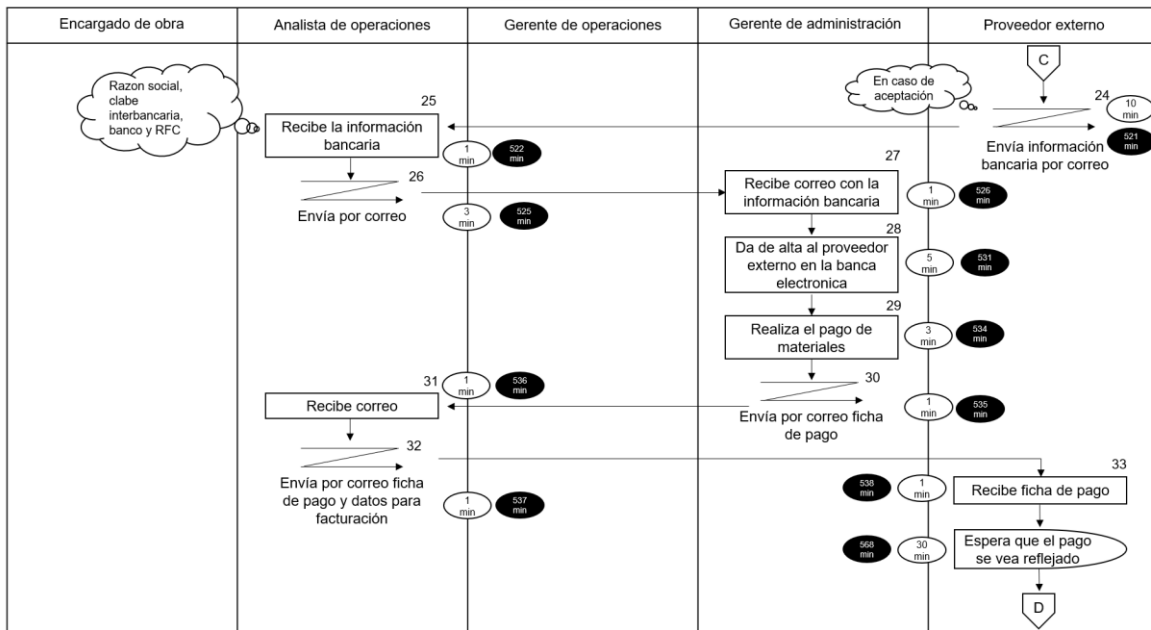 Encargado de obra
Analista de operaciones
Gerente de operaciones
Gerente de administración
Proveedor externo
C
Razon social,
clabe
interbancaria,
banco y RFC
En caso de
aceptación
24
10
min
521
min
Envía información
bancaria por correo
25
Recibe la información
bancaria
1
min
522
min
26
Envía por correo
3
min
525
min
27
Recibe correo con la
información bancaria
1
min
526
min
28
Da de alta al proveedor
externo en la banca
electronica
5
min
531
min
29
Realiza el pago de
materiales
3
min
534
min
30
Envía por correo ficha
de pago
1
min
535
min
31
Recibe correo
1
min
536
min
32
Envía por correo ficha
de pago y datos para
facturación
1
min
537
min
33
Recibe ficha de pago
538
min
1
min
Espera que el pago
se vea reflejado
568
min
30
min
D